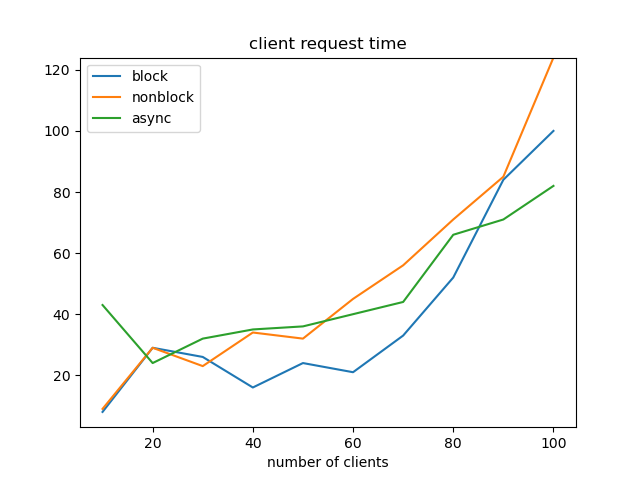 client request time
block
nonblock
async
120
100
80
60
40
20
20 40 60 80 100
number of clients